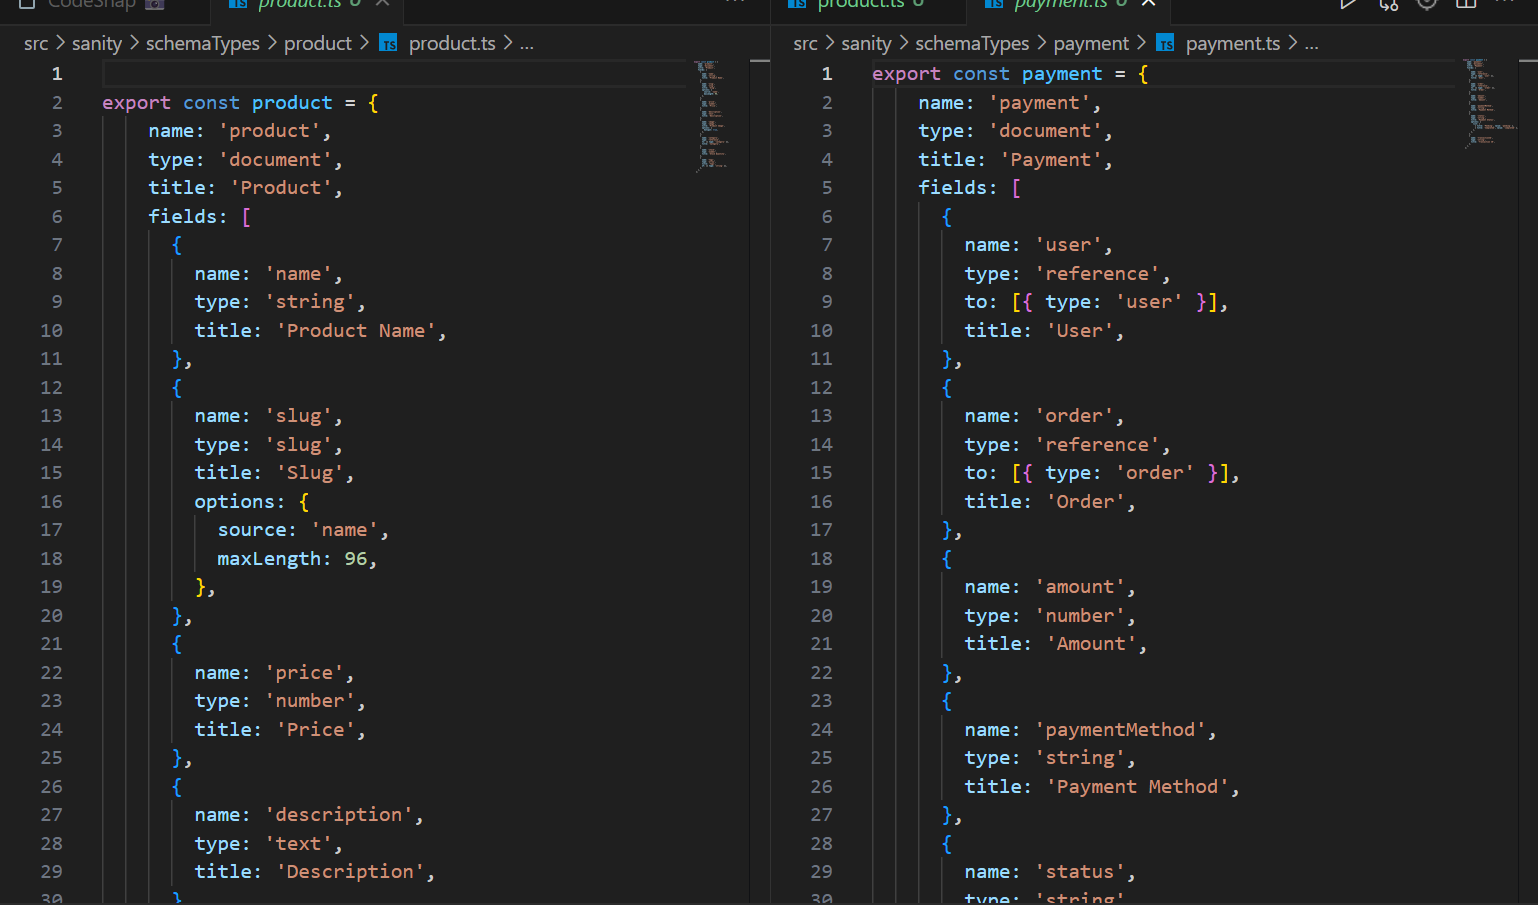 CodeSnap
product.ts U
src > sanity > schemaTypes > product > TS product.ts > ...
1
2 export const product = {
3 name: 'product',
4 type: 'document',
5 title: 'Product',
6 fields: [
7 {
8 name: 'name',
9 type: 'string',
10 title: 'Product Name',
11 },
12 {
13 name: 'slug',
14 type: 'slug',
15 title: 'Slug',
16 options: {
17 source: 'name',
18 maxLength: 96,
19 },
20 },
21 {
22 name: 'price',
23 type: 'number',
24 title: 'Price',
25 },
26 {
27 name: 'description',
28 type: 'text',
29 title: 'Description',
30 }
TS product.ts U
TS payment.ts U
src > sanity > schemaTypes > payment > TS payment.ts > ...
1 export const payment = {
2 name: 'payment',
3 type: 'document',
4 title: 'Payment',
5 fields: [
6 {
7 name: 'user',
8 type: 'reference',
9 to: [{ type: 'user' }],
10 title: 'User',
11 },
12 {
13 name: 'order',
14 type: 'reference',
15 to: [{ type: 'order' }],
16 title: 'Order',
17 },
18 {
19 name: 'amount',
20 type: 'number',
21 title: 'Amount',
22 },
23 {
24 name: 'paymentMethod',
25 type: 'string',
26 title: 'Payment Method',
27 },
28 {
29 name: 'status',
30 type: 'string'